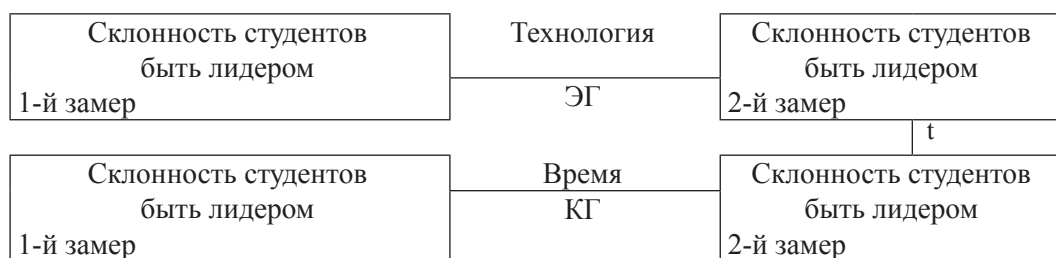 Склонность студентов
быть лидером
1-й замер
Технология
ЭГ
Склонность студентов
быть лидером
2-й замер
t
Склонность студентов
быть лидером
1-й замер
Время
КГ
Склонность студентов
быть лидером
2-й замер